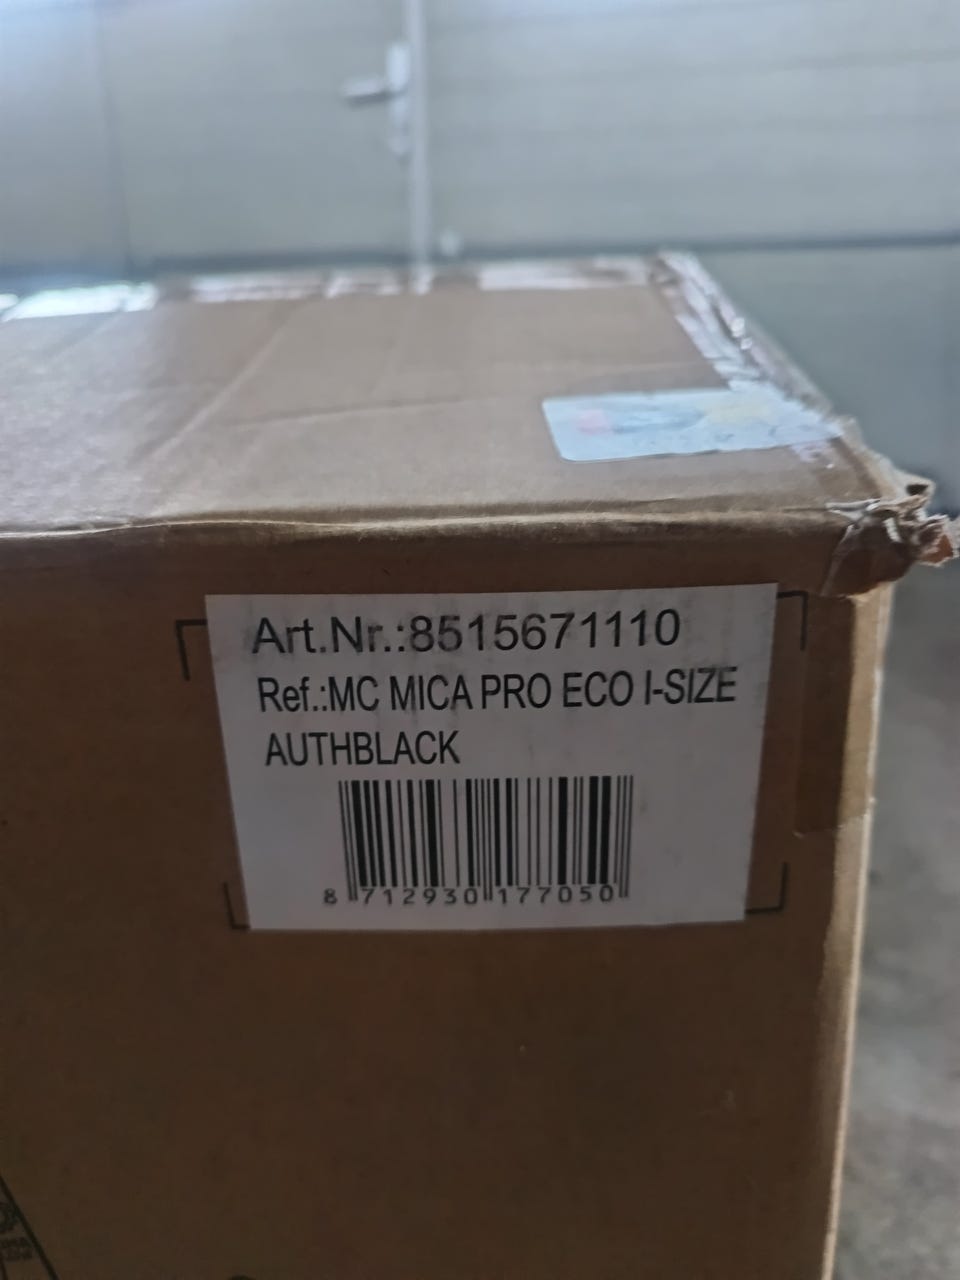 Art.Nr.:8515671110
Ref.:MC MICA PRO ECO I-SIZE
AUTHBLACK
8 712930 177050